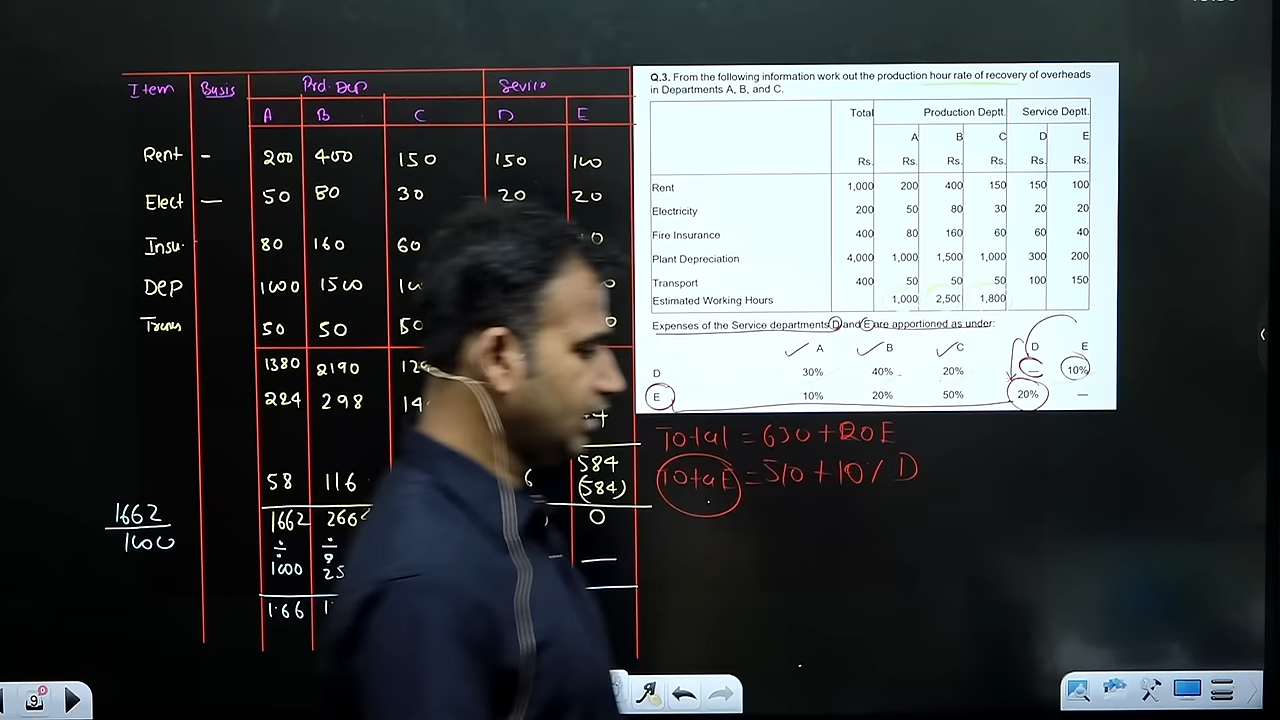 Item Basis Prd. Dep Sevice
A B C D E
Rent - 200 400 150 150 100
Elect — 50 80 30 20 20
Insu. 80 160 60 0
Dep 1000 1500
Trans 50 50 50 0
1380 2190
224 298
584
58 116 6 (584)
1662 0
÷ ÷
1000 —
1.66
1662
1000
Q.3. From the following information work out the production hour rate of recovery of overheads
in Departments A, B, and C.
Total Production Deptt. Service Deptt.
A B C D E
Rs. Rs. Rs. Rs. Rs. Rs.
Rent 1,000 200 400 150 150 100
Electricity 200 50 80 30 20 20
Fire Insurance 400 80 160 60 60 40
Plant Depreciation 4,000 1,000 1,500 1,000 300 200
Transport 400 50 50 50 100 150
Estimated Working Hours 1,000 2,500 1,800
Expenses of the Service departments D and E are apportioned as under:
A B C D E
D 30% 40% 20% — 10%
E 10% 20% 50% 20% —
Total = 630 + 20 E
Total E = 510 + 10% D
9